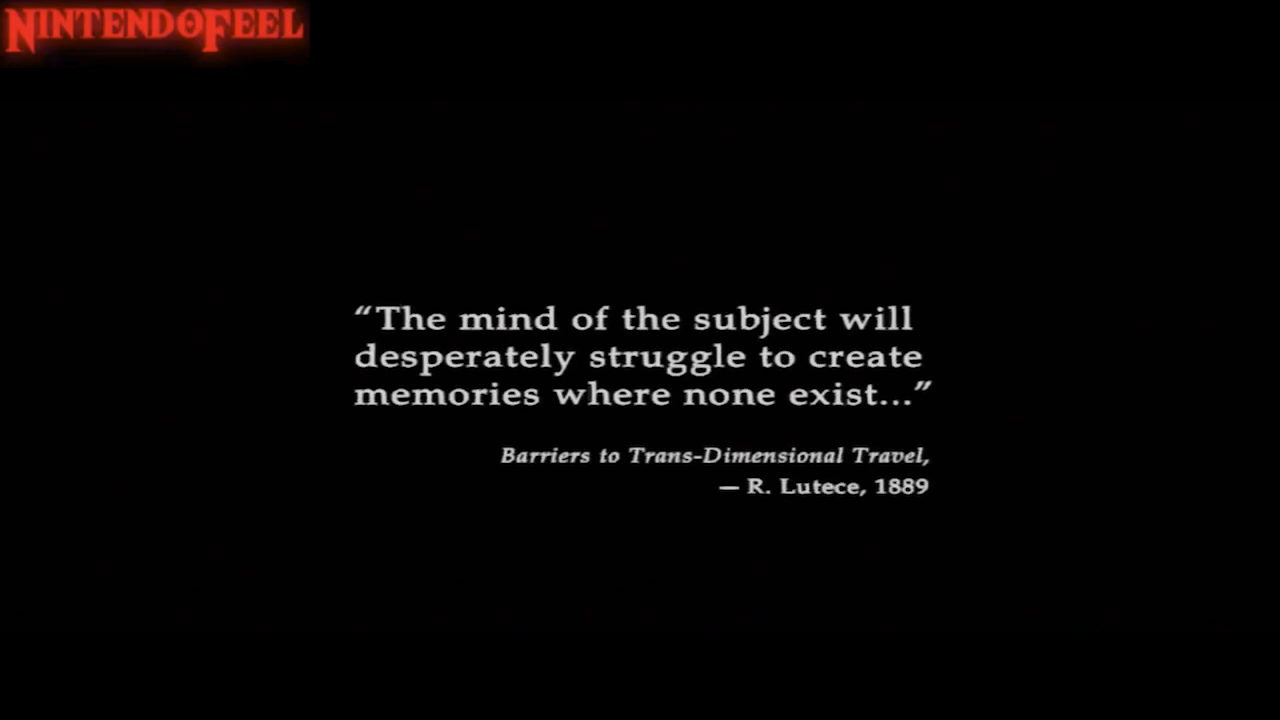 NINTENDOFEEL
“The mind of the subject will
desperately struggle to create
memories where none exist...”
Barriers to Trans-Dimensional Travel,
— R. Lutece, 1889